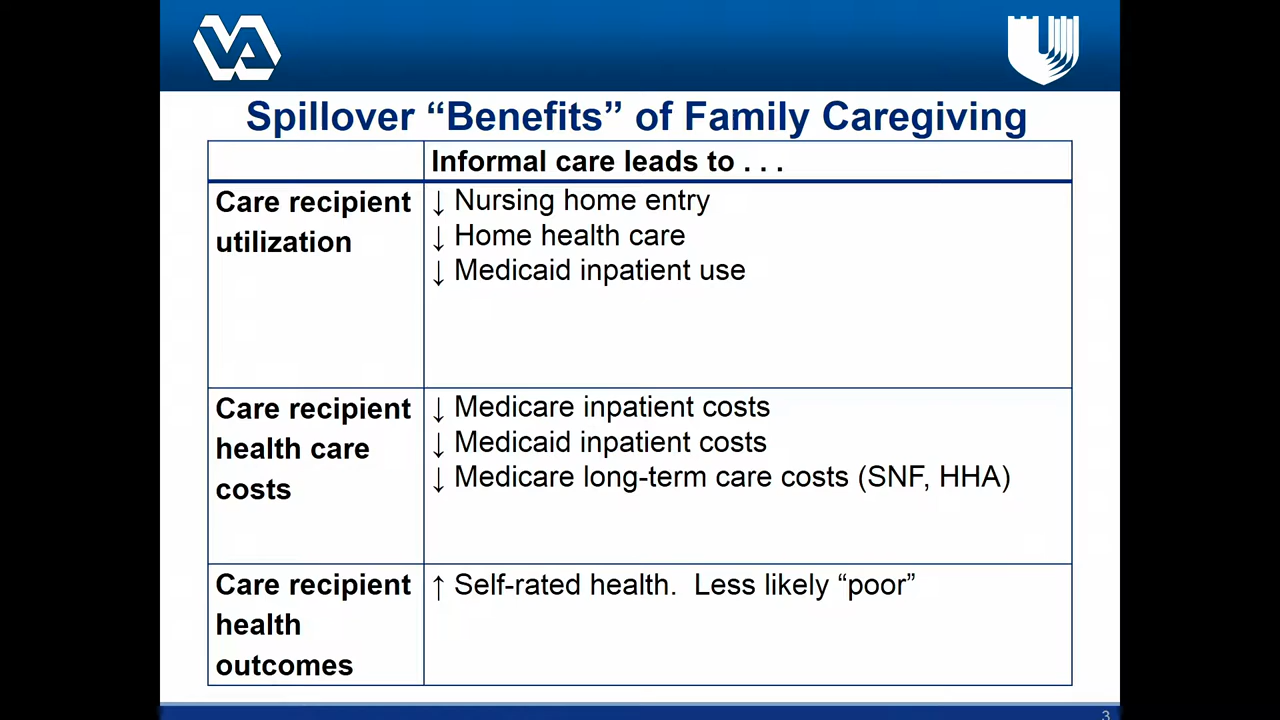 VA
Spillover “Benefits” of Family Caregiving
Informal care leads to . . .
Care recipient
utilization
↓ Nursing home entry
↓ Home health care
↓ Medicaid inpatient use
Care recipient
health care
costs
↓ Medicare inpatient costs
↓ Medicaid inpatient costs
↓ Medicare long-term care costs (SNF, HHA)
Care recipient
health
outcomes
↑ Self-rated health.  Less likely “poor”
3